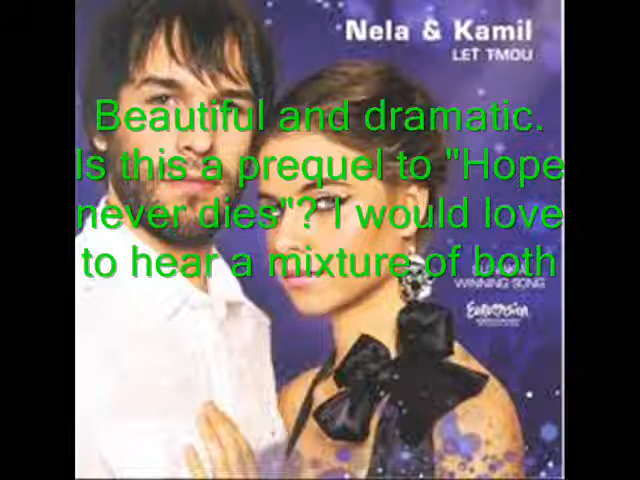 Nela & Kamil
LEŤ TMOU
Beautiful and dramatic.
Is this a prequel to "Hope
never dies"? I would love
to hear a mixture of both
WINNING SONG
Eurovision